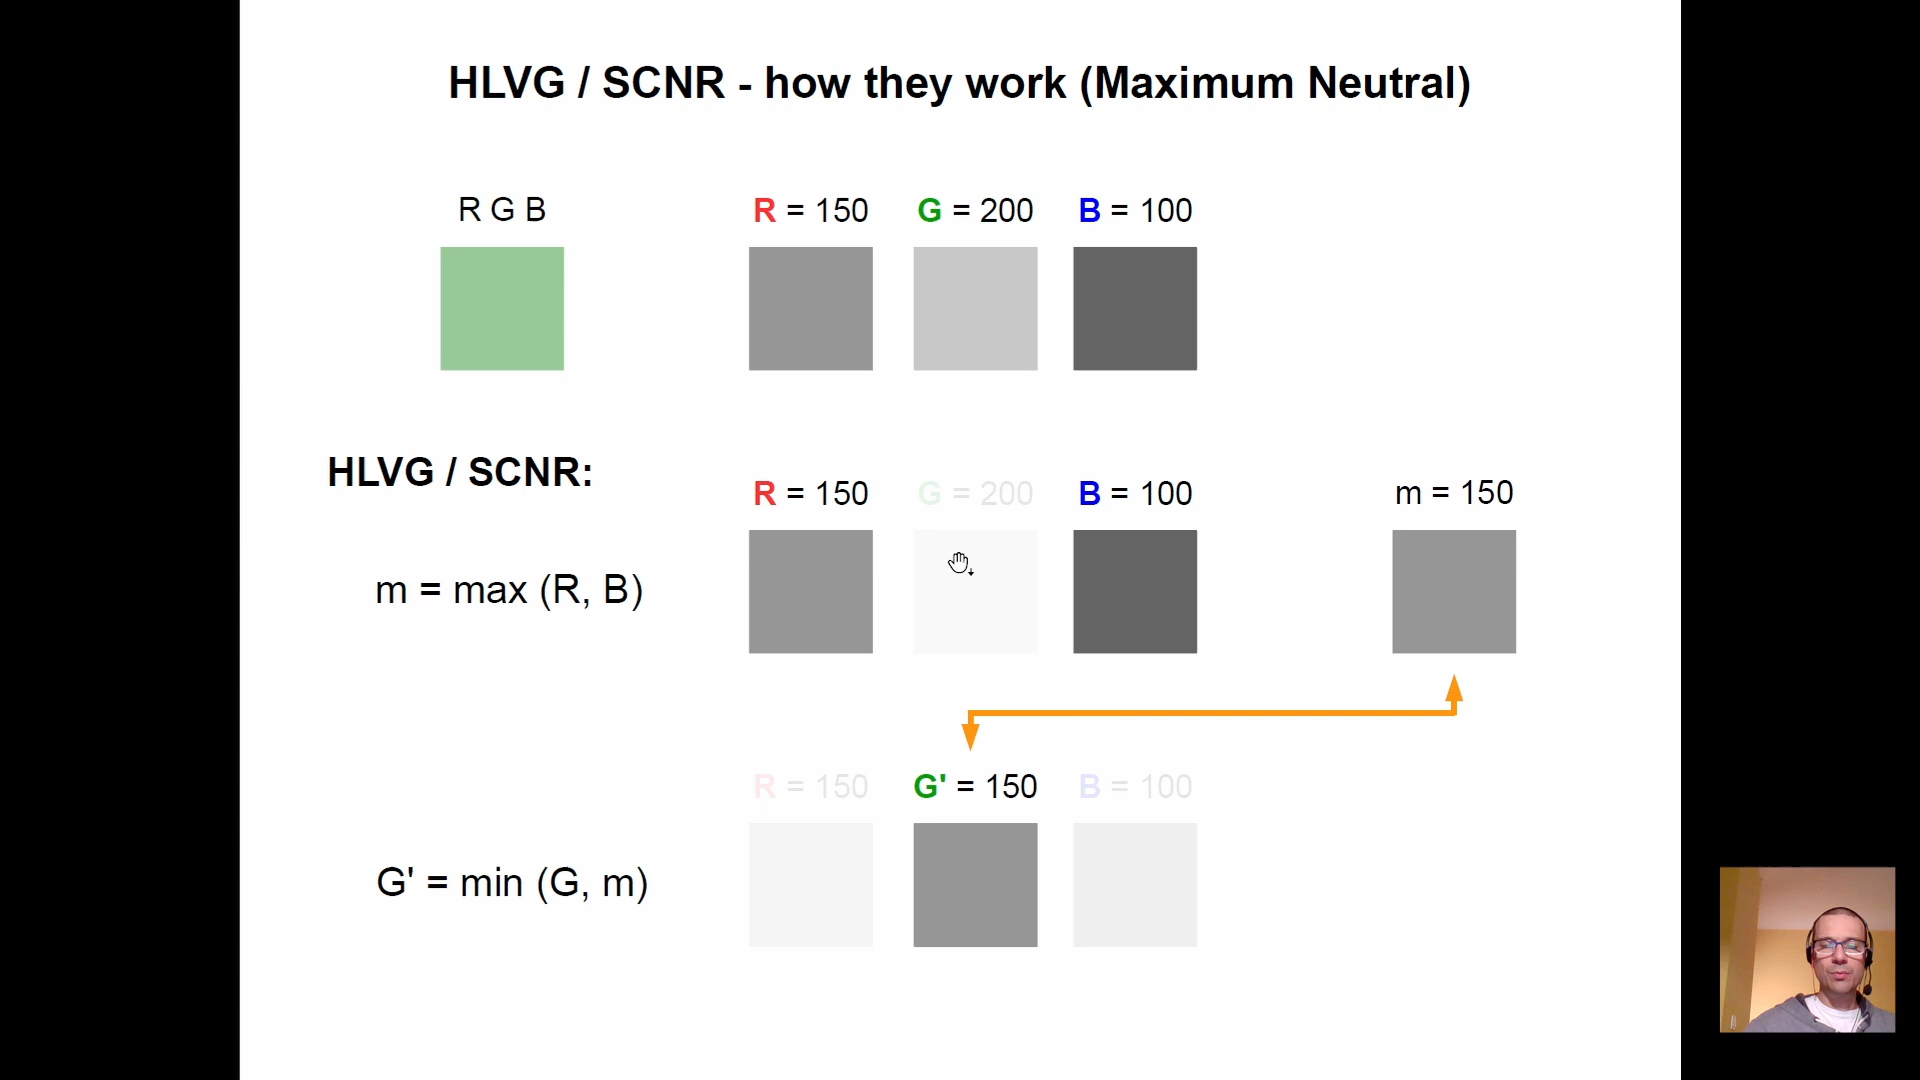 HLVG / SCNR - how they work (Maximum Neutral)
R G B
R = 150 G = 200 B = 100
HLVG / SCNR:
R = 150 G = 200 B = 100 m = 150
m = max (R, B)
R = 150 G' = 150 B = 100
G' = min (G, m)